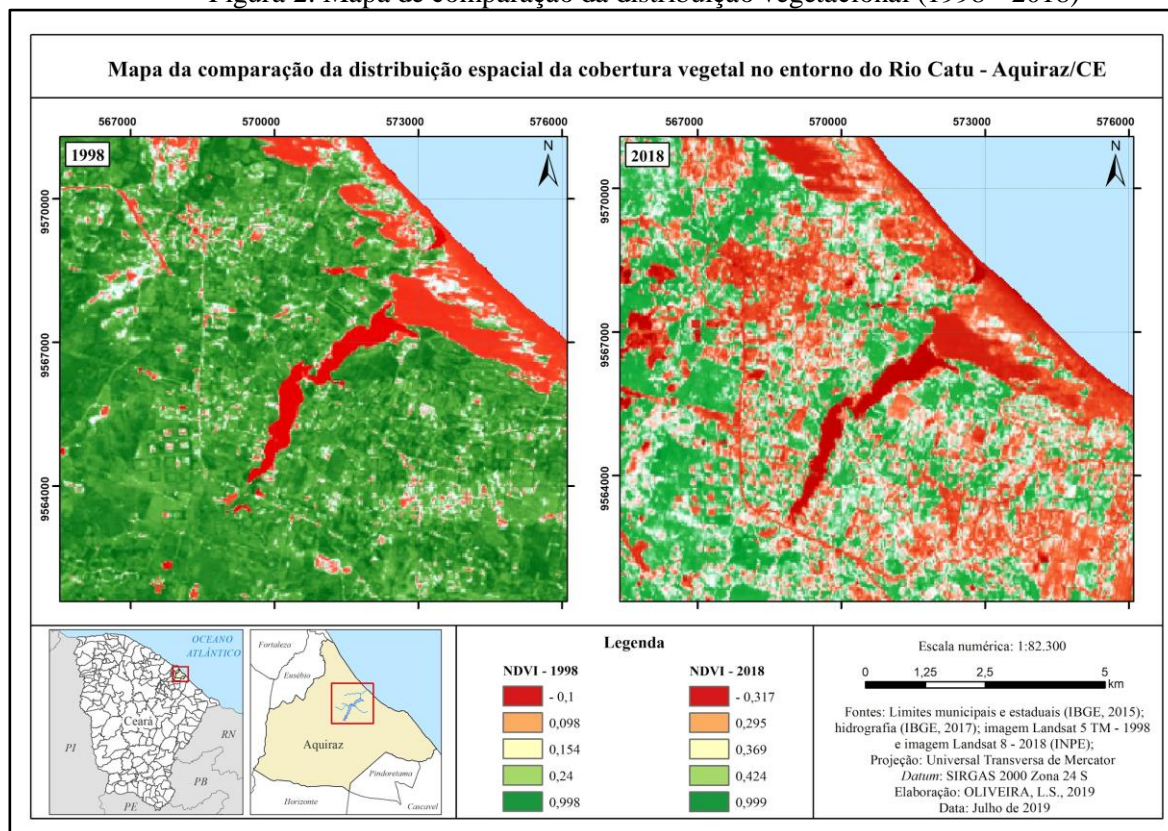 Figura 2: Mapa de comparação da distribuição vegetacional (1998 – 2018)
Mapa da comparação da distribuição espacial da cobertura vegetal no entorno do Rio Catu - Aquiraz/CE
567000 570000 573000 576000
1998
N
9570000
9567000
9564000
567000 570000 573000 576000
2018
N
9570000
9567000
9564000
OCEANO
ATLÂNTICO
Ceará
PI
RN
PB
PE
Fortaleza
Eusébio
Aquiraz
Pindoretama
Horizonte
Cascavel
Legenda
NDVI - 1998
- 0,1
0,098
0,154
0,24
0,998
NDVI - 2018
- 0,317
0,295
0,369
0,424
0,999
Escala numérica: 1:82.300
0 1,25 2,5 5
km
Fontes: Limites municipais e estaduais (IBGE, 2015);
hidrografia (IBGE, 2017); imagem Landsat 5 TM - 1998
e imagem Landsat 8 - 2018 (INPE);
Projeção: Universal Transversa de Mercator
Datum: SIRGAS 2000 Zona 24 S
Elaboração: OLIVEIRA, L.S., 2019
Data: Julho de 2019